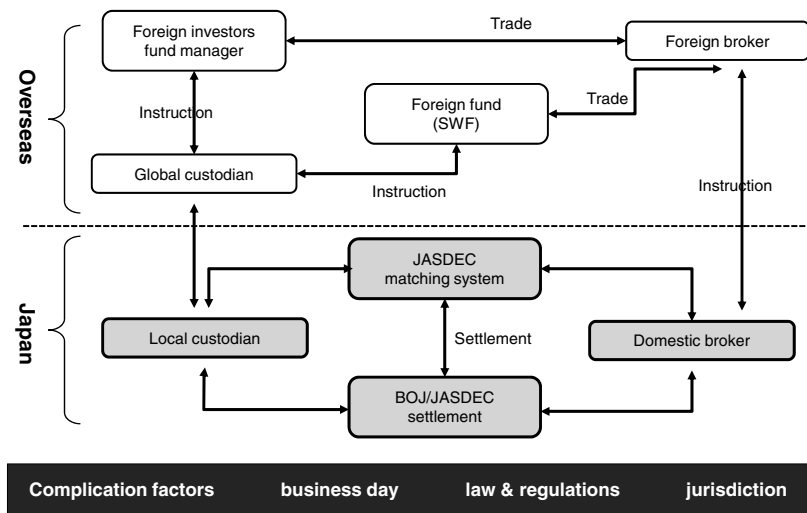 Overseas
Foreign investors
fund manager
Trade
Foreign broker
Instruction
Foreign fund
(SWF)
Trade
Global custodian
Instruction
Instruction
Japan
JASDEC
matching system
Local custodian
Settlement
Domestic broker
BOJ/JASDEC
settlement
Complication factors business day law & regulations jurisdiction